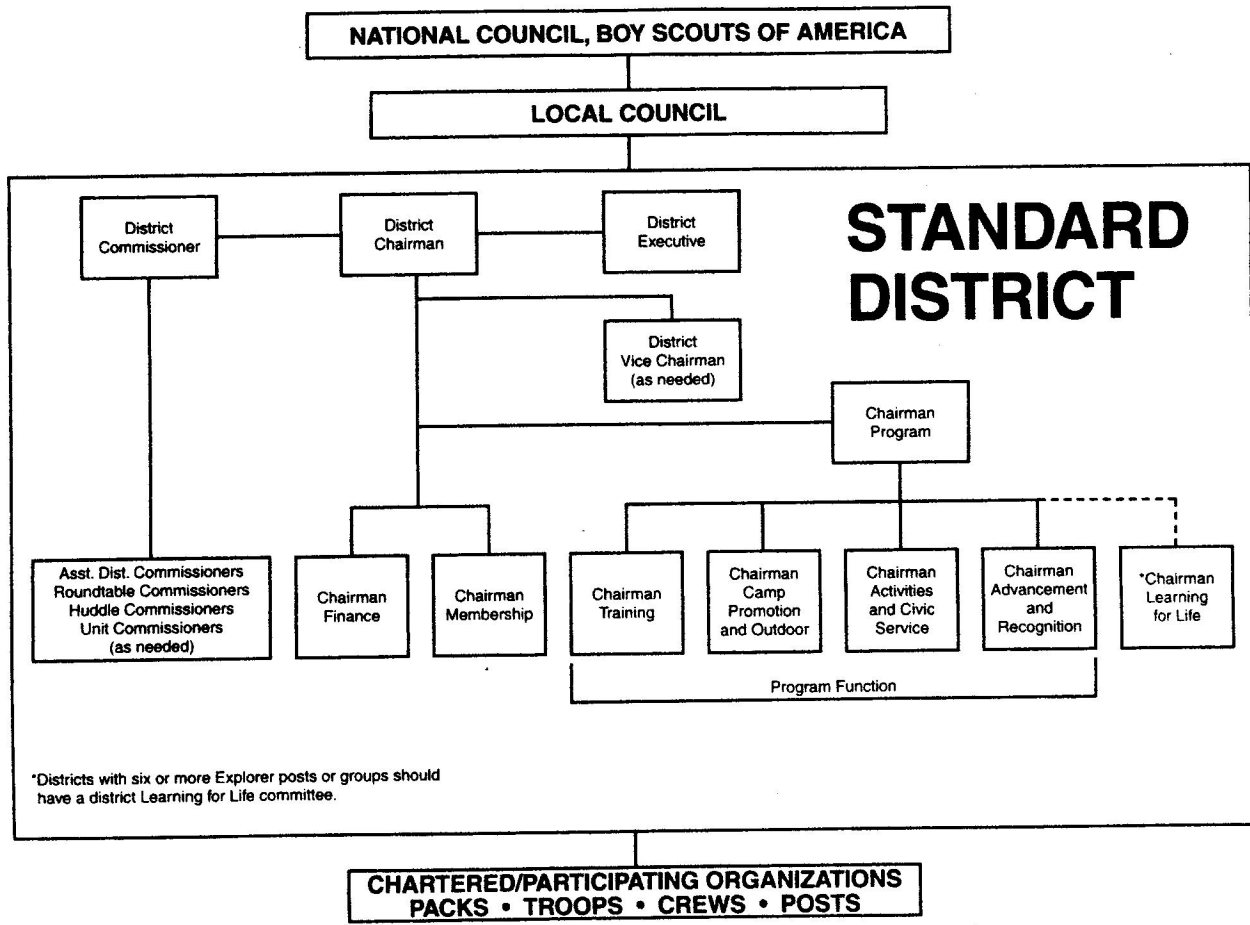 NATIONAL COUNCIL, BOY SCOUTS OF AMERICA
LOCAL COUNCIL
STANDARD
DISTRICT
District
Commissioner
District
Chairman
District
Executive
District
Vice Chairman
(as needed)
Chairman
Program
Asst. Dist. Commissioners
Roundtable Commissioners
Huddle Commissioners
Unit Commissioners
(as needed)
Chairman
Finance
Chairman
Membership
Chairman
Training
Chairman
Camp
Promotion
and Outdoor
Chairman
Activities
and Civic
Service
Chairman
Advancement
and
Recognition
*Chairman
Learning
for Life
Program Function
*Districts with six or more Explorer posts or groups should
have a district Learning for Life committee.
CHARTERED/PARTICIPATING ORGANIZATIONS
PACKS • TROOPS • CREWS • POSTS